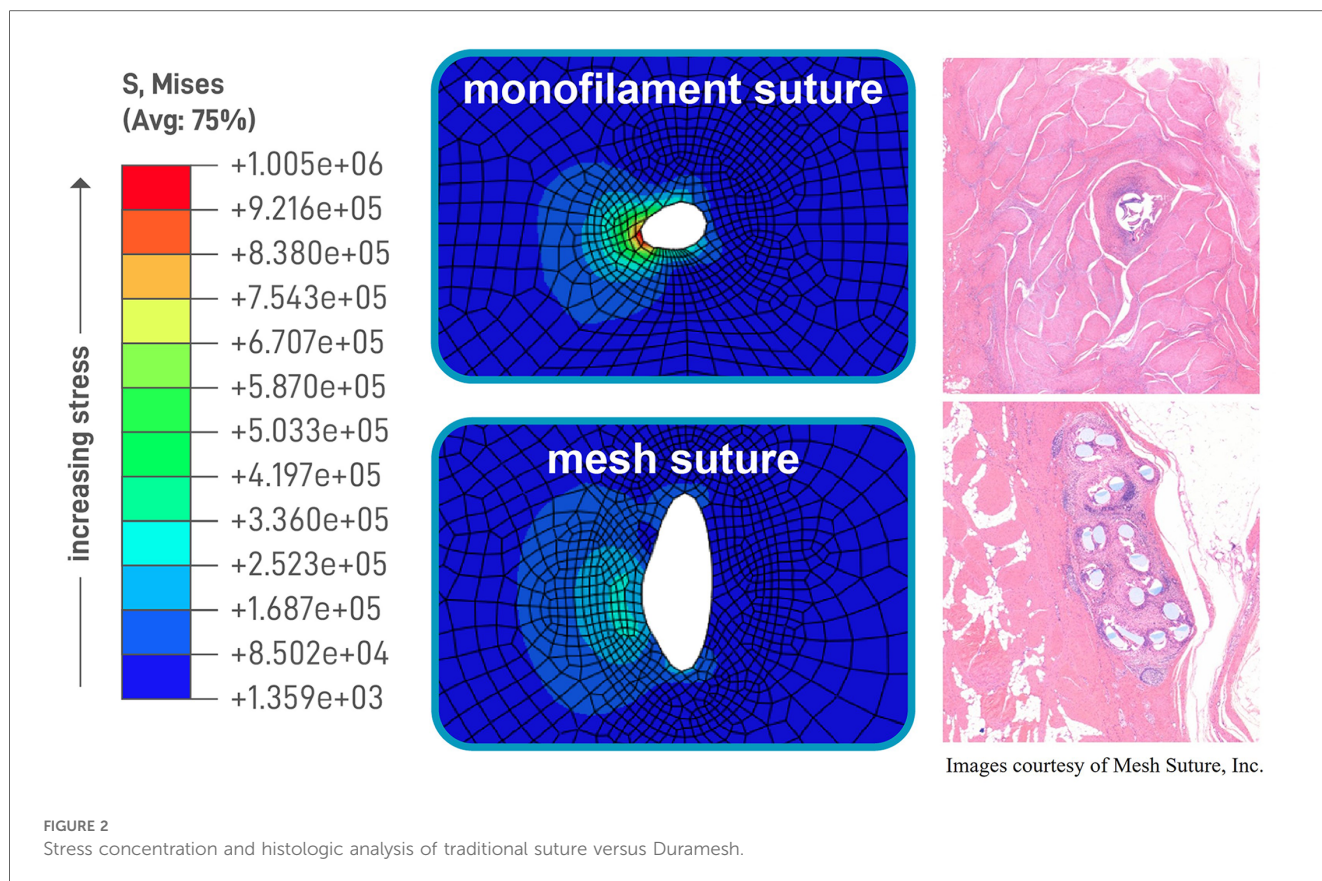 S, Mises
(Avg: 75%)
+1.005e+06
+9.216e+05
+8.380e+05
+7.543e+05
+6.707e+05
+5.870e+05
+5.033e+05
+4.197e+05
+3.360e+05
+2.523e+05
+1.687e+05
+8.502e+04
+1.359e+03
increasing stress
monofilament suture
mesh suture
Images courtesy of Mesh Suture, Inc.
FIGURE 2
Stress concentration and histologic analysis of traditional suture versus Duramesh.